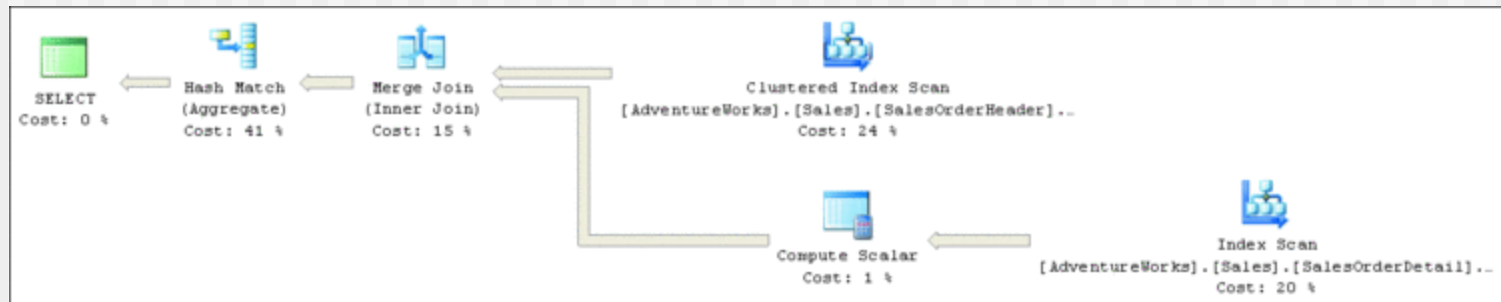 SELECT
Cost: 0 %
Hash Match
(Aggregate)
Cost: 41 %
Merge Join
(Inner Join)
Cost: 15 %
Clustered Index Scan
[AdventureWorks].[Sales].[SalesOrderHeader]....
Cost: 24 %
Compute Scalar
Cost: 1 %
Index Scan
[AdventureWorks].[Sales].[SalesOrderDetail]....
Cost: 20 %